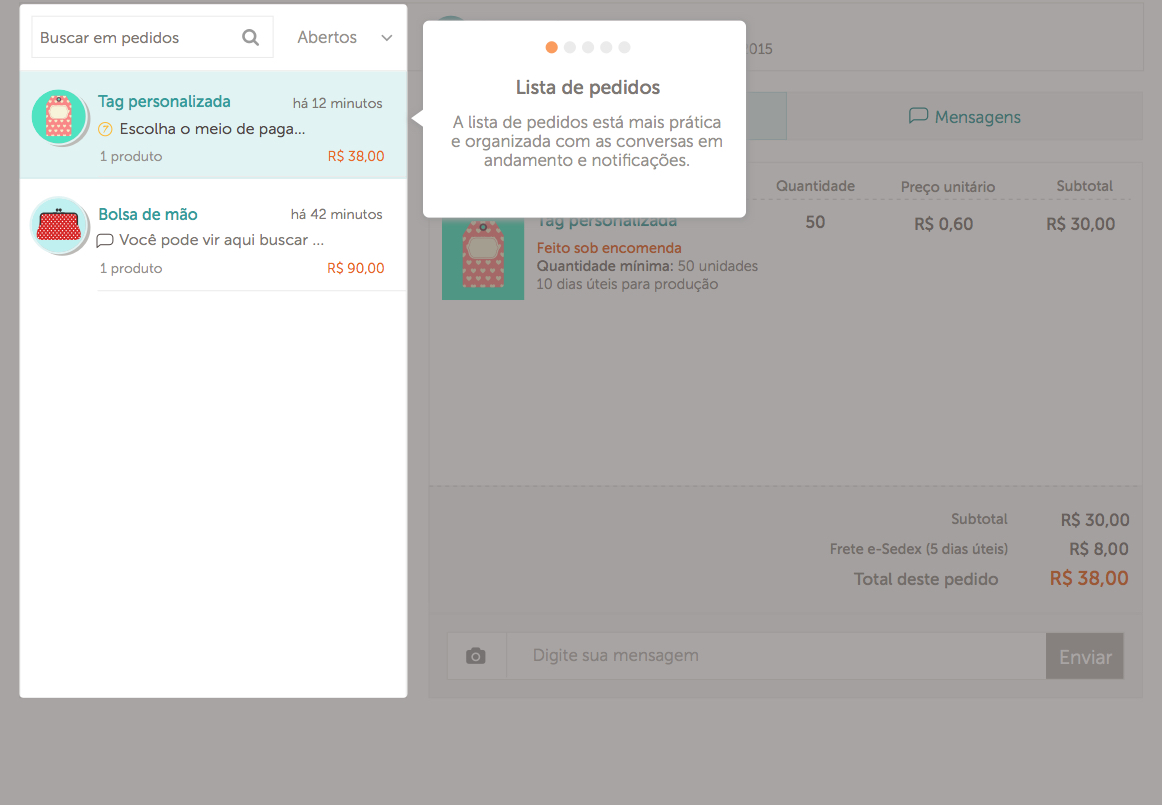 Buscar em pedidos
Abertos
Tag personalizada
há 12 minutos
? Escolha o meio de paga...
1 produto
R$ 38,00
Bolsa de mão
há 42 minutos
Você pode vir aqui buscar ...
1 produto
R$ 90,00
Lista de pedidos
A lista de pedidos está mais prática
e organizada com as conversas em
andamento e notificações.
2015
Mensagens
Quantidade
Preço unitário
Subtotal
Tag personalizada
50
R$ 0,60
R$ 30,00
Feito sob encomenda
Quantidade mínima: 50 unidades
10 dias úteis para produção
Subtotal
R$ 30,00
Frete e-Sedex (5 dias úteis)
R$ 8,00
Total deste pedido
R$ 38,00
Digite sua mensagem
Enviar